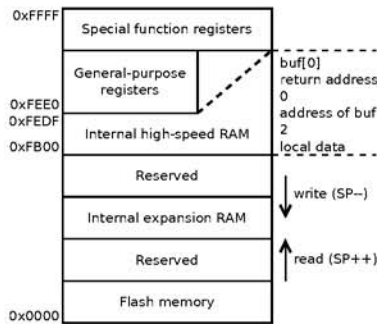 0xFFFF
Special function registers
General-purpose
registers
0xFEE0
0xFEDF
Internal high-speed RAM
0xFB00
Reserved
Internal expansion RAM
Reserved
Flash memory
0x0000
buf[0]
return address
0
address of buf
2
local data
write (SP--)
read (SP++)